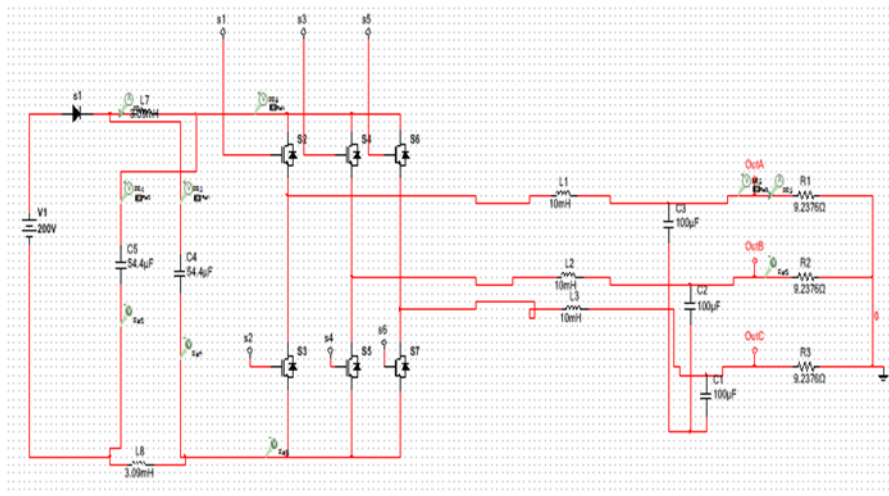 s1
s3
s5
s1
L7
3.09mH
S2
S4
S6
V1
200V
C5
54.4µF
C4
54.4µF
L1
10mH
OutA
R1
9.2376Ω
C3
100µF
L2
10mH
OutB
R2
9.2376Ω
C2
100µF
L3
10mH
0
s2
S3
s4
S5
s6
S7
OutC
R3
9.2376Ω
C1
100µF
L8
3.09mH